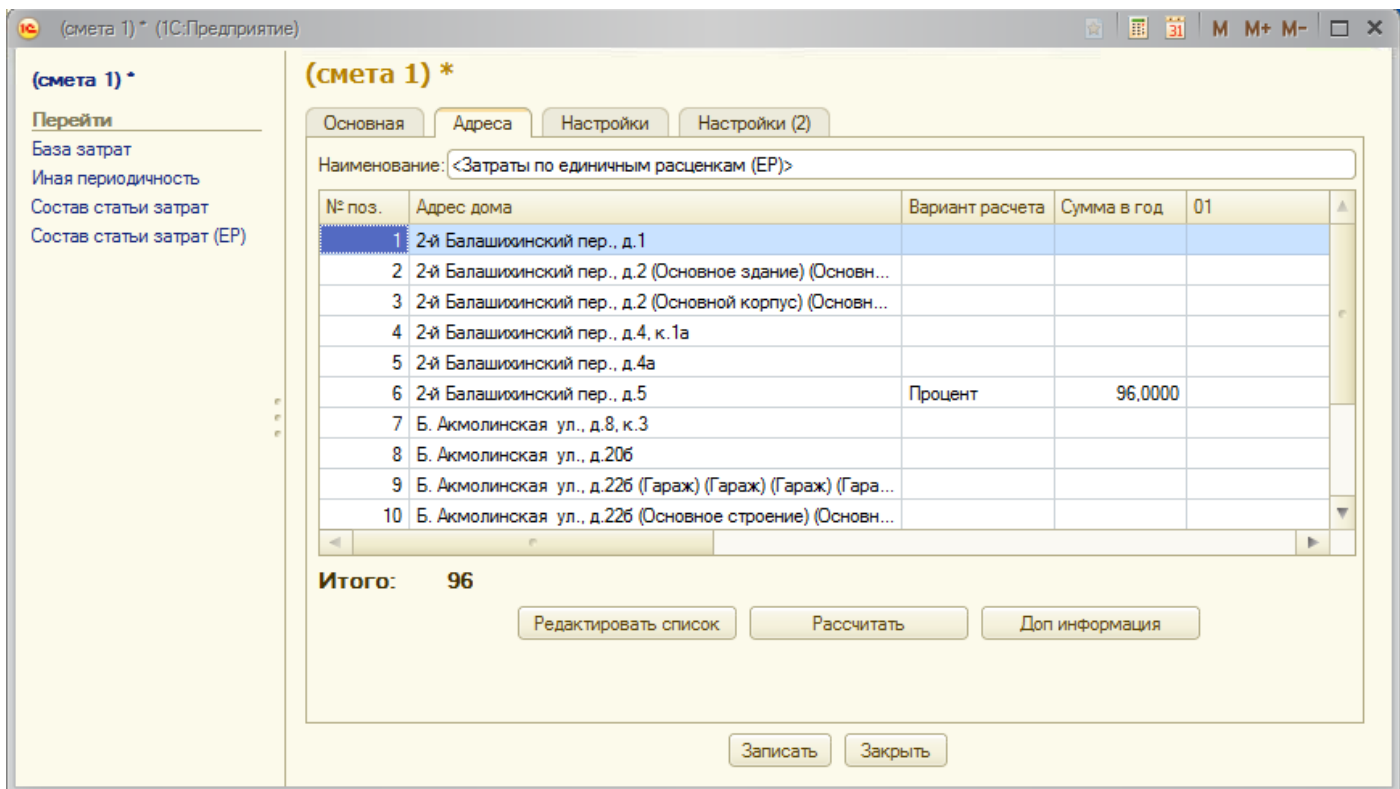 (смета 1) * (1С:Предприятие)
31 M M+ M-
(смета 1) *
Перейти
База затрат
Иная периодичность
Состав статьи затрат
Состав статьи затрат (ЕР)
(смета 1) *
Основная Адреса Настройки Настройки (2)
Наименование: <Затраты по единичным расценкам (ЕР)>
№ поз. Адрес дома Вариант расчета Сумма в год 01
1 2-й Балашихинский пер., д.1
2 2-й Балашихинский пер., д.2 (Основное здание) (Основн...
3 2-й Балашихинский пер., д.2 (Основной корпус) (Основн...
4 2-й Балашихинский пер., д.4, к.1а
5 2-й Балашихинский пер., д.4а
6 2-й Балашихинский пер., д.5 Процент 96,0000
7 Б. Акмолинская ул., д.8, к.3
8 Б. Акмолинская ул., д.20б
9 Б. Акмолинская ул., д.22б (Гараж) (Гараж) (Гараж) (Гара...
10 Б. Акмолинская ул., д.22б (Основное строение) (Основн...
Итого: 96
Редактировать список Рассчитать Доп информация
Записать Закрыть